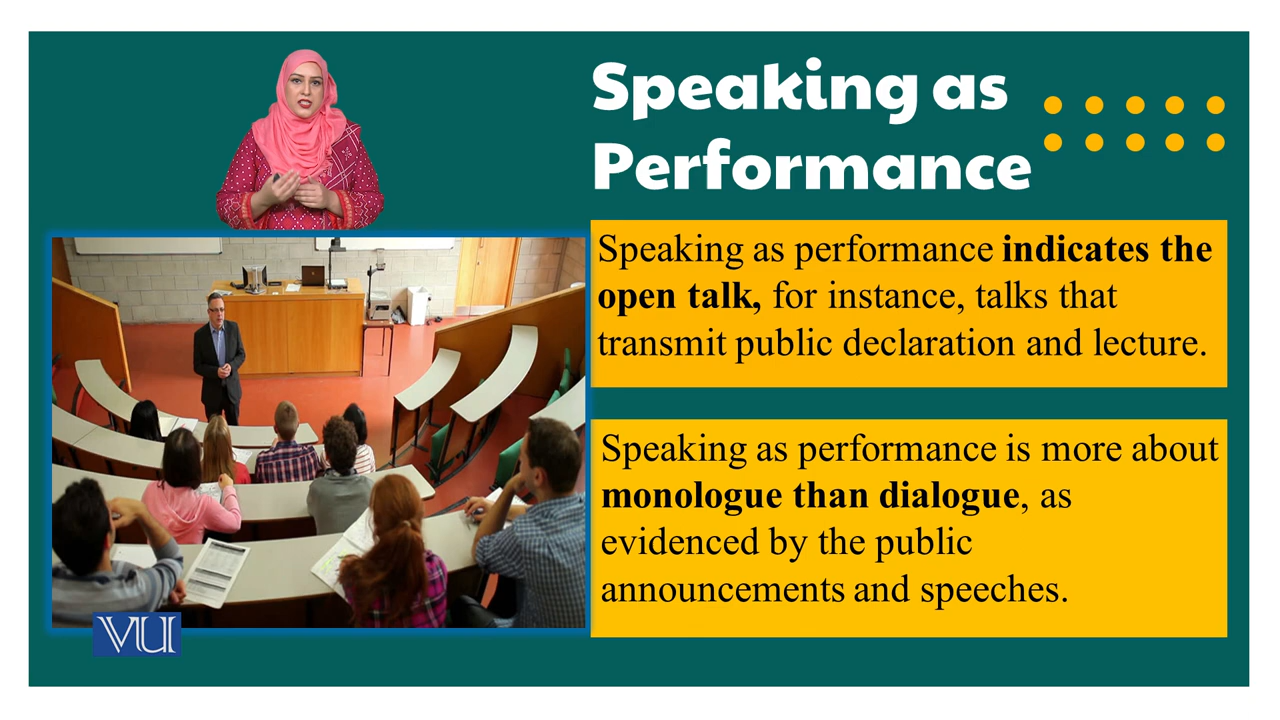 Speaking as
Performance
Speaking as performance indicates the
open talk, for instance, talks that
transmit public declaration and lecture.
Speaking as performance is more about
monologue than dialogue, as
evidenced by the public
announcements and speeches.
VU